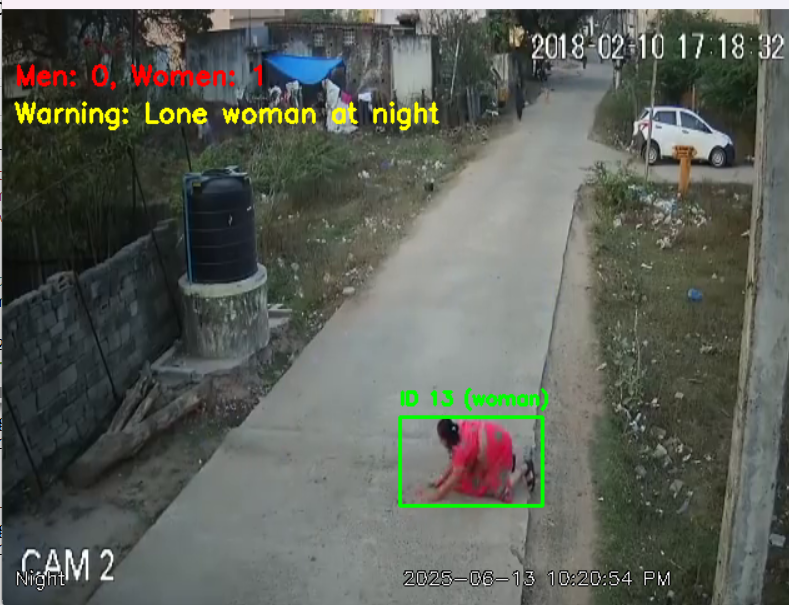 2018-02-10 17:18:32
Men: 0, Women: 1
Warning: Lone woman at night
ID 13 (woman)
CAM 2
Night
2025-06-13 10:20:54 PM